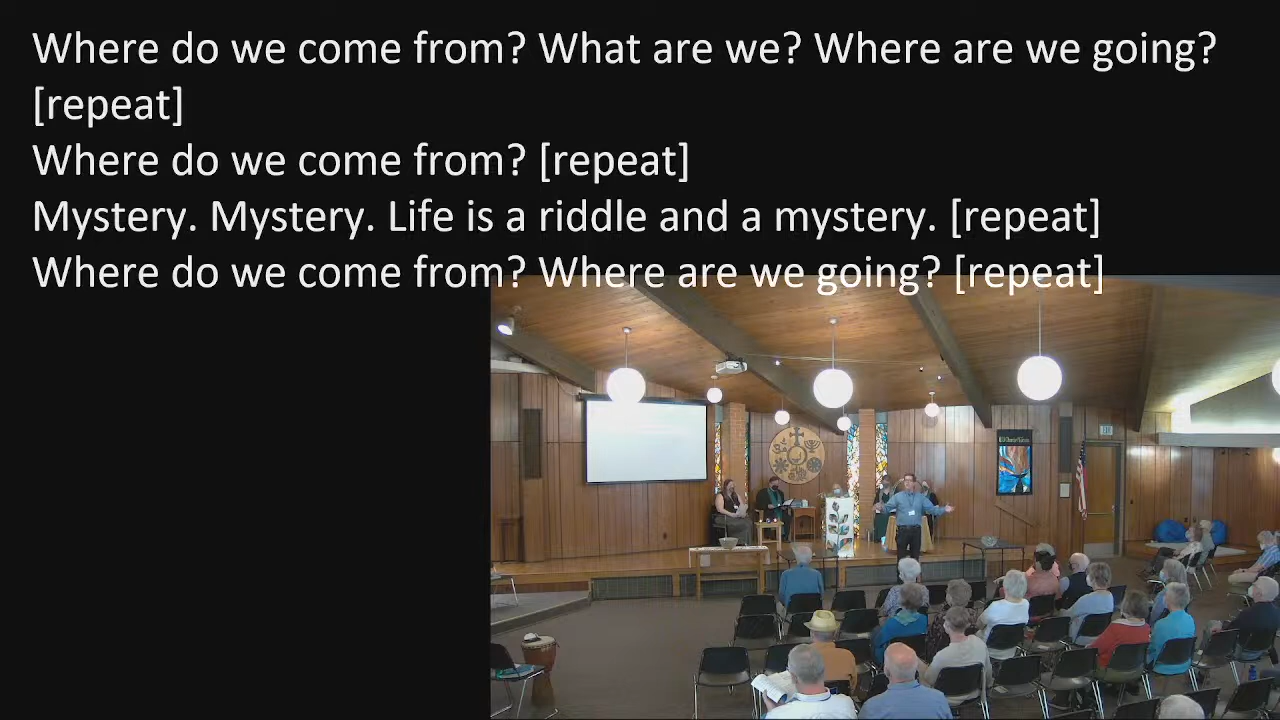 Where do we come from? What are we? Where are we going?
[repeat]
Where do we come from? [repeat]
Mystery. Mystery. Life is a riddle and a mystery. [repeat]
Where do we come from? Where are we going? [repeat]